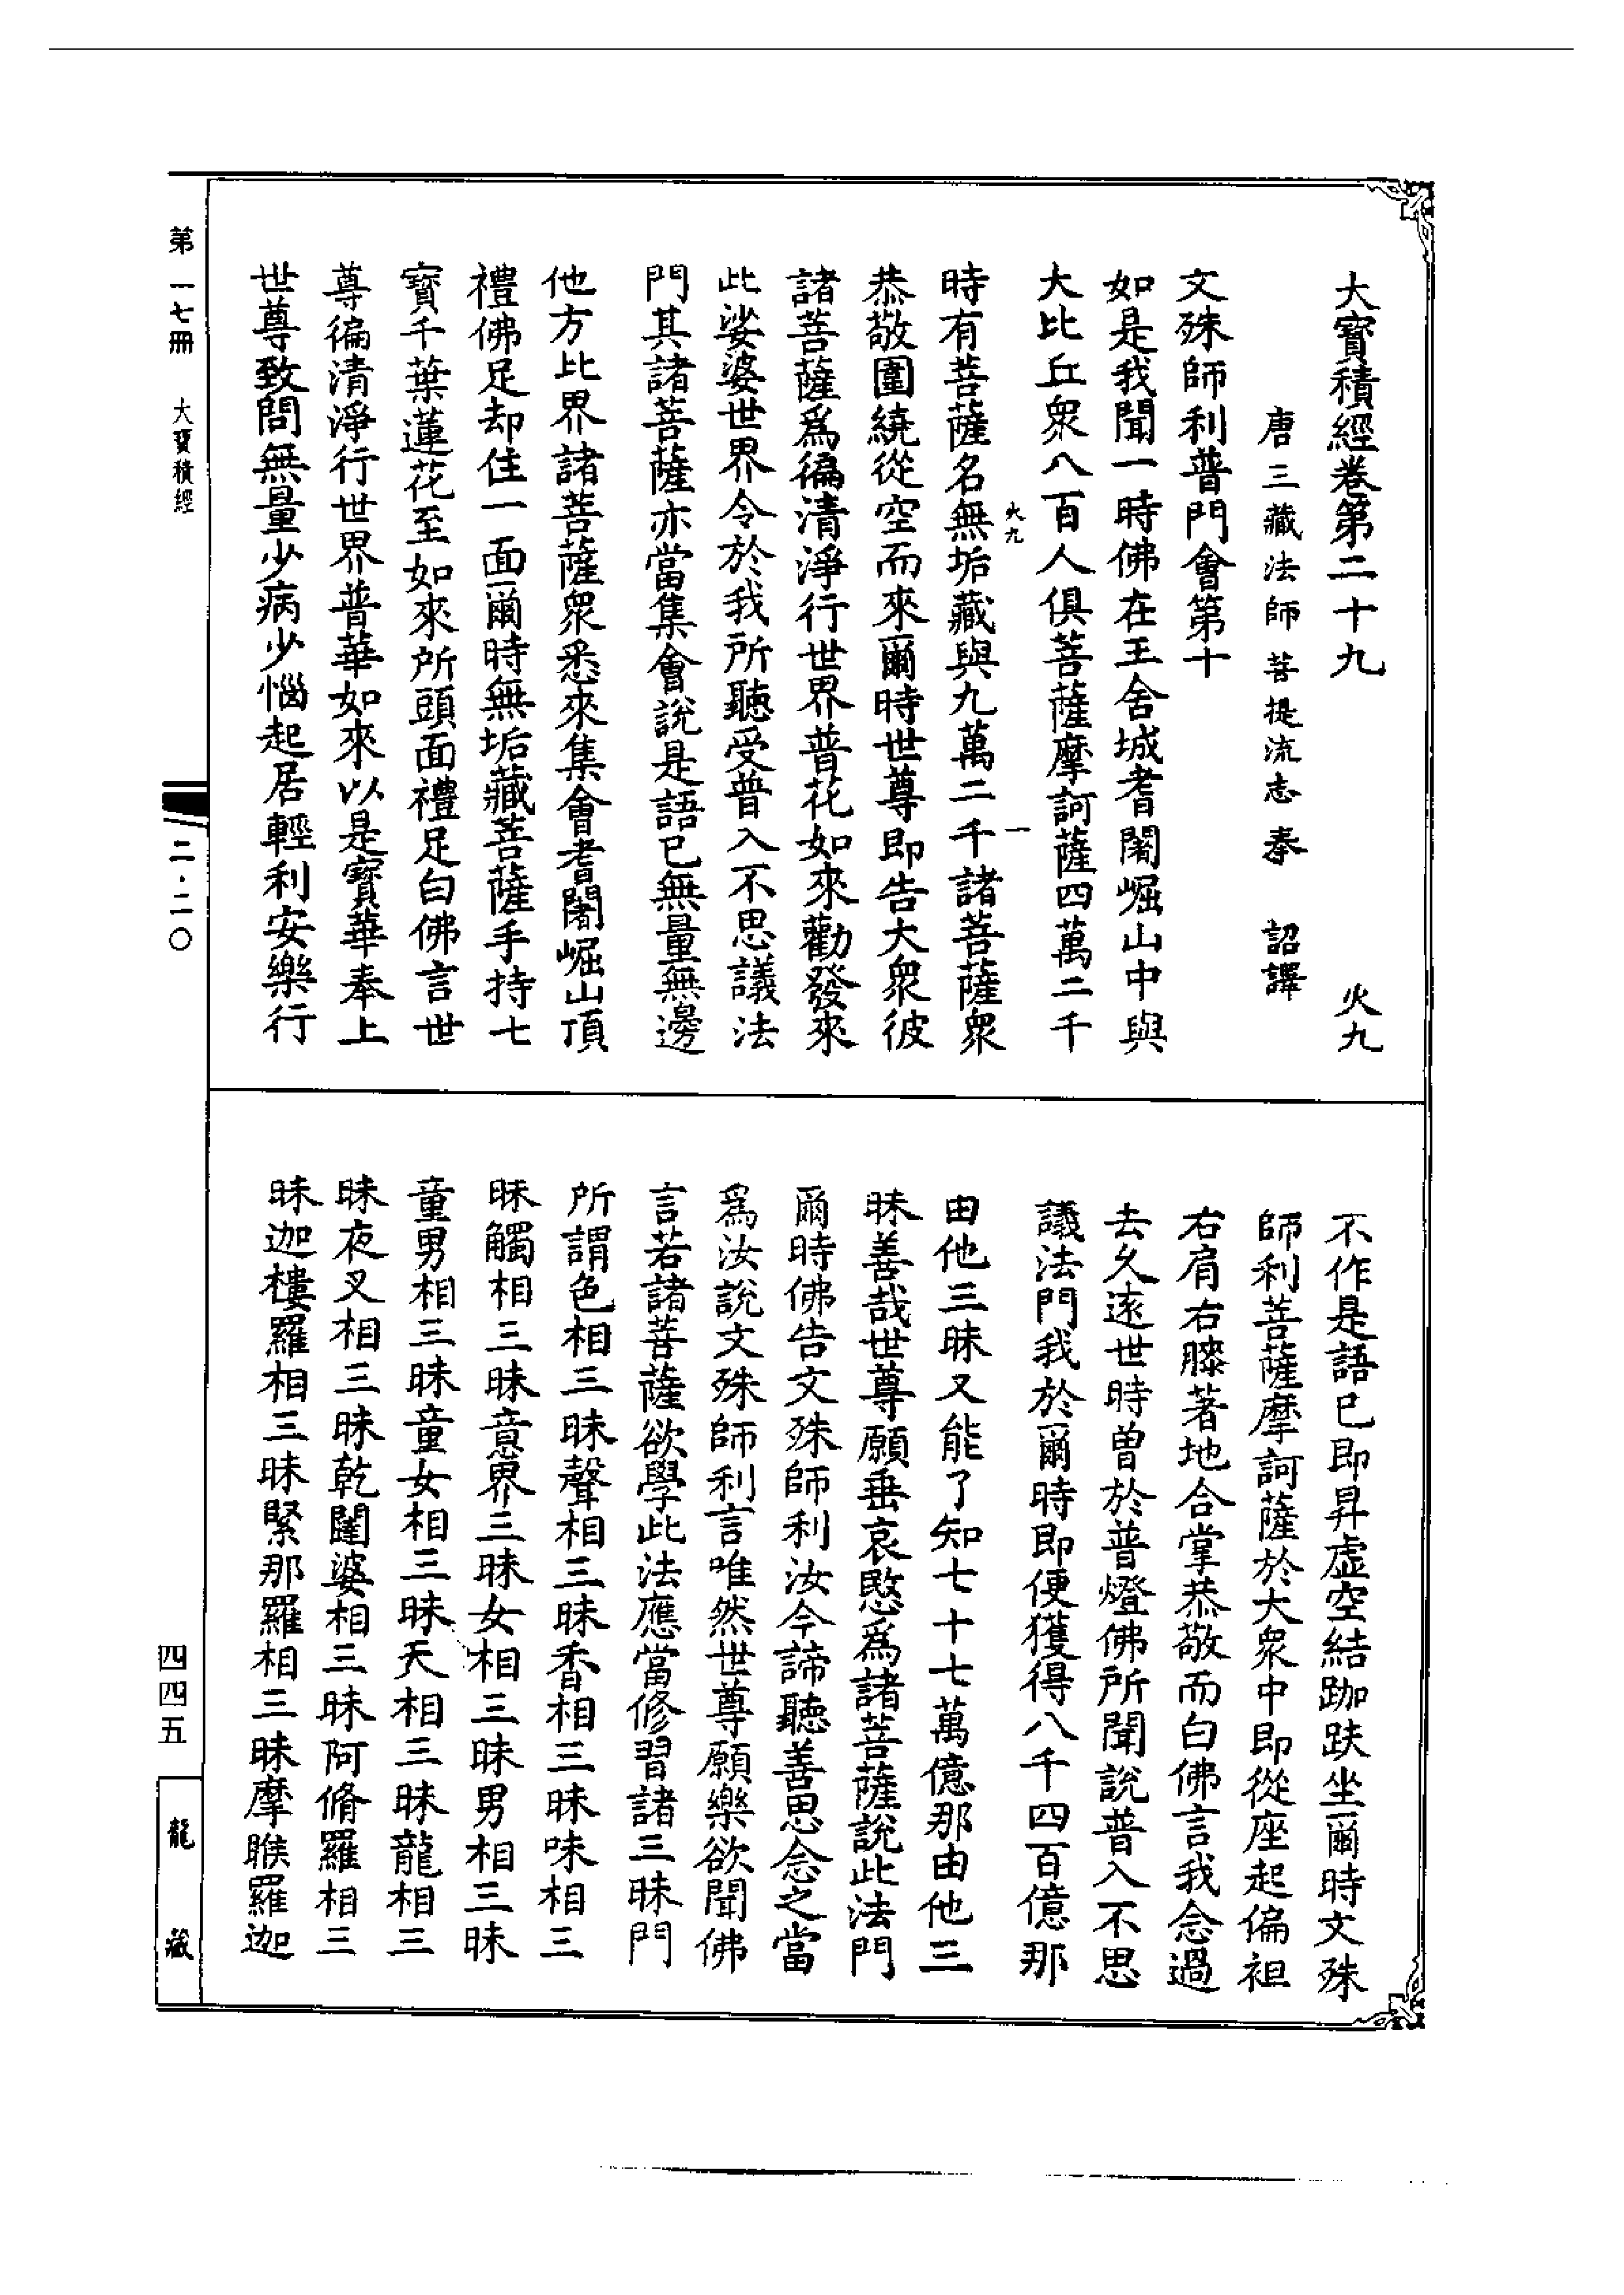 大寳積經卷第二十九 火九
唐三藏法師菩提流志奉 詔譯
文殊師利普門會第十
如是我聞一時佛在王舍城耆闍崛山中與
大比丘衆八百人俱菩薩摩訶薩四萬二千
火九 一
時有菩薩名無垢藏與九萬二千諸菩薩衆
恭敬圍繞從空而來爾時世尊即告大衆彼
諸菩薩爲徧清淨行世界普花如來勸發來
此娑婆世界令於我所聽受普入不思議法
門其諸菩薩亦當集會說是語已無量無邊
他方比界諸菩薩衆悉來集會耆闍崛山頂
禮佛足却住一面爾時無垢藏菩薩手持七
寳千葉蓮花至如來所頭面禮足白佛言世
尊徧清淨行世界普華如來以是寳華奉上
世尊致問無量少病少惱起居輕利安樂行
不作是語已即昇虛空結跏趺坐爾時文殊
師利菩薩摩訶薩於大衆中即從座起偏袒
右肩右膝著地合掌恭敬而白佛言我念過
去久遠世時曾於普燈佛所聞說普入不思
議法門我於爾時即便獲得八千四百億那
由他三昧又能了知七十七萬億那由他三
昧善哉世尊願垂哀愍爲諸菩薩說此法門
爾時佛告文殊師利汝今諦聽善思念之當
爲汝說文殊師利言唯然世尊願樂欲聞佛
言若諸菩薩欲學此法應當修習諸三昧門
所謂色相三昧聲相三昧香相三昧味相三
昧觸相三昧意界三昧女相三昧男相三昧
童男相三昧童女相三昧天相三昧龍相三
昧夜叉相三昧乾闥婆相三昧阿脩羅相三
昧迦樓羅相三昧緊那羅相三昧摩睺羅迦
第一七冊 大寳積經
二·二〇
四四五
龍藏